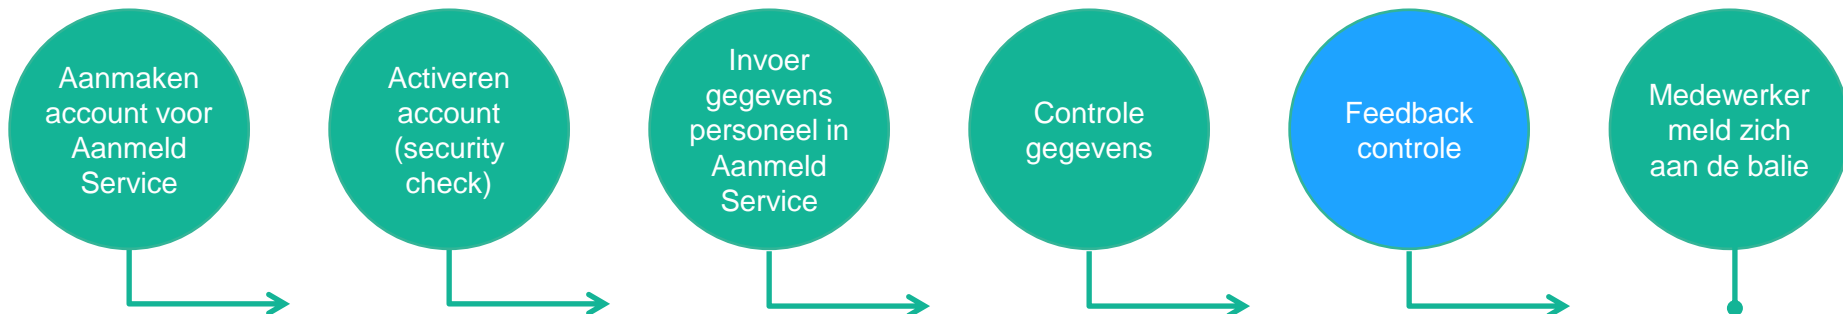 Aanmaken
account voor
Aanmeld
Service
Activeren
account
(security
check)
Invoer
gegevens
personeel in
Aanmeld
Service
Controle
gegevens
Feedback
controle
Medewerker
meld zich
aan de balie